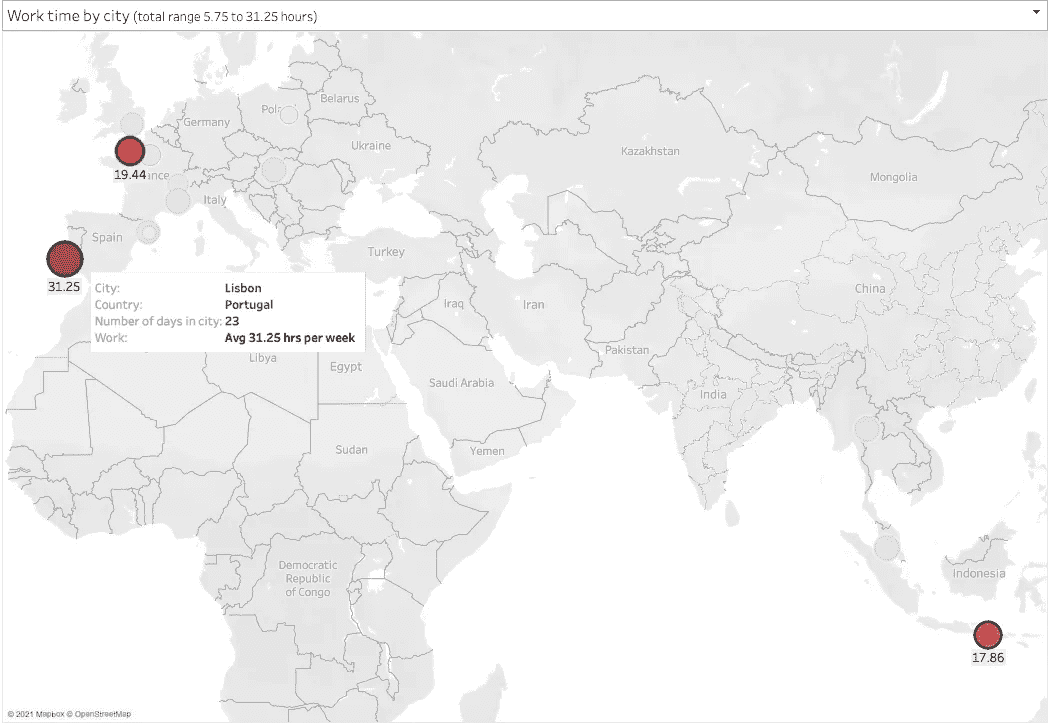 Work time by city (total range 5.75 to 31.25 hours)
Belarus
Pol
Germany
Ukraine
Kazakhstan
Mongolia
19.44
ance
Italy
Spain
Turkey
31.25
City: Lisbon
Country: Portugal
Number of days in city: 23
Work: Avg 31.25 hrs per week
Iraq
Iran
China
Pakistan
Libya
Egypt
Saudi Arabia
India
Sudan
Yemen
Democratic
Republic
of Congo
Indonesia
17.86
© 2021 Mapbox © OpenStreetMap